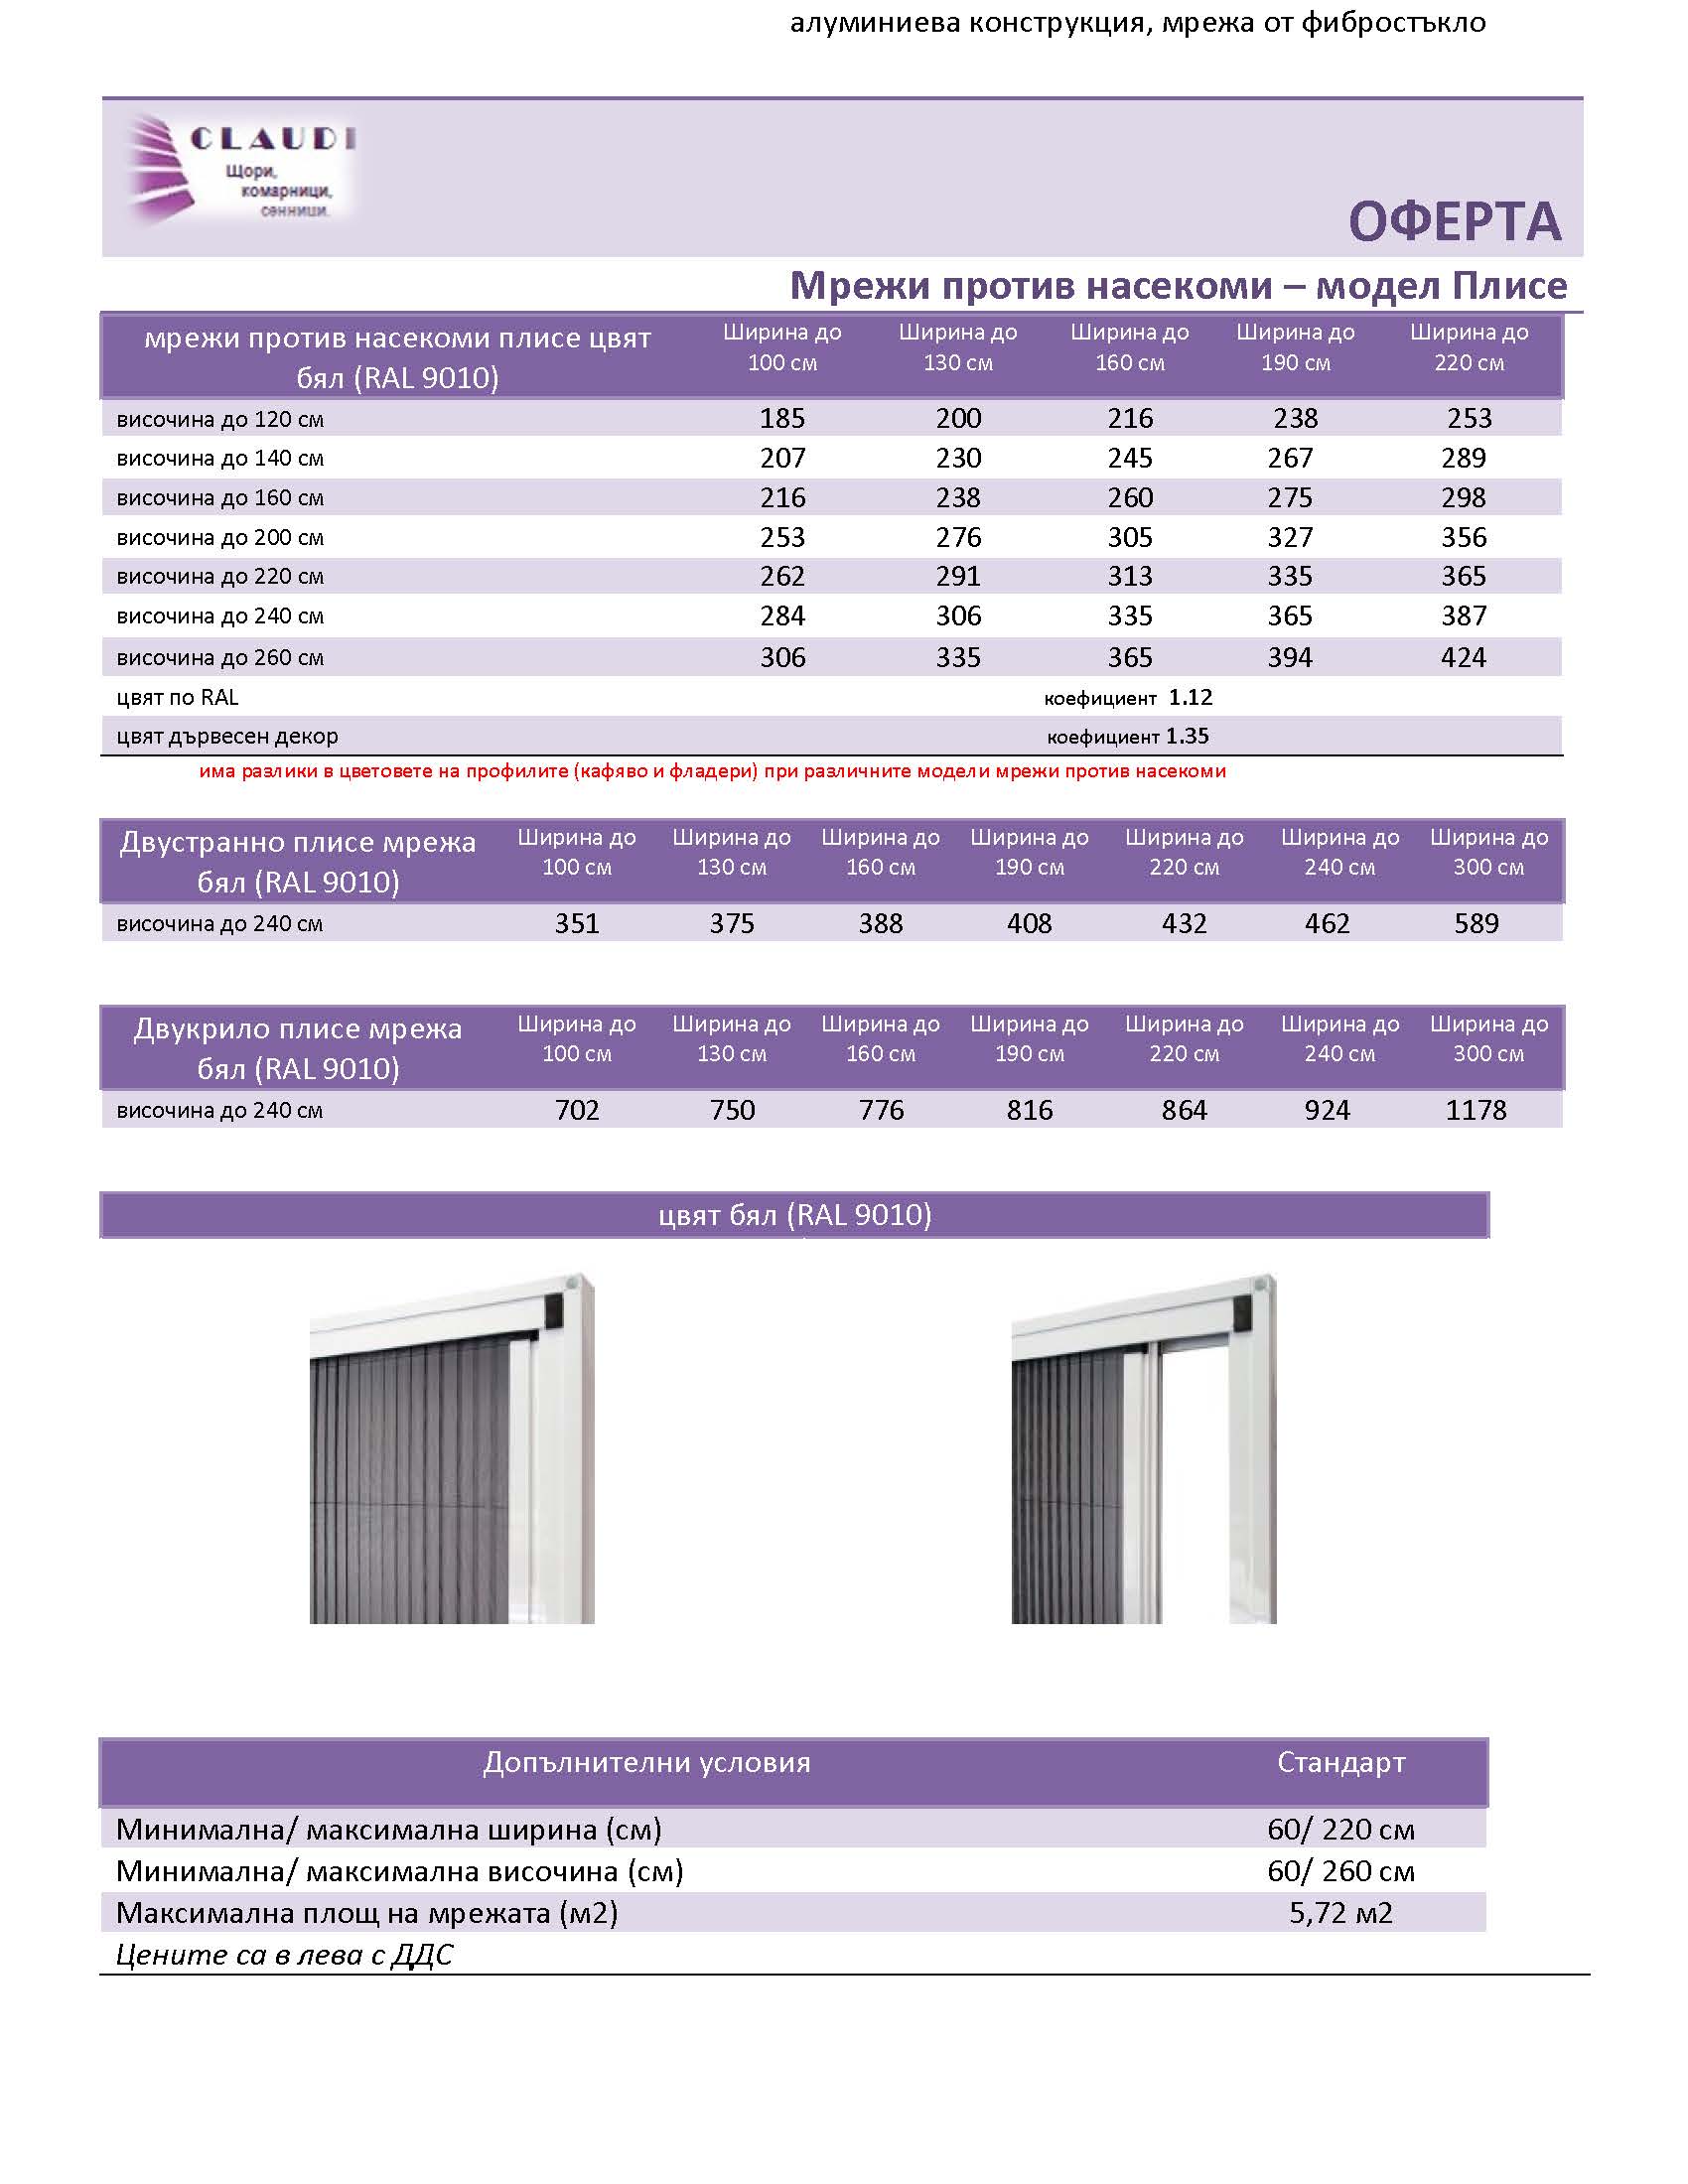 алуминиева конструкция, мрежа от фибростъкло
CLAUDI
Щори,
комарници,
сенници.
ОФЕРТА
Мрежи против насекоми – модел Плисе
мрежи против насекоми плисе цвят бял (RAL 9010) Ширина до 100 см Ширина до 130 см Ширина до 160 см Ширина до 190 см Ширина до 220 см
височина до 120 см 185 200 216 238 253
височина до 140 см 207 230 245 267 289
височина до 160 см 216 238 260 275 298
височина до 200 см 253 276 305 327 356
височина до 220 см 262 291 313 335 365
височина до 240 см 284 306 335 365 387
височина до 260 см 306 335 365 394 424
цвят по RAL коефициент 1.12
цвят дървесен декор коефициент 1.35
има разлики в цветовете на профилите (кафяво и фладери) при различните модели мрежи против насекоми
Двустранно плисе мрежа бял (RAL 9010) Ширина до 100 см Ширина до 130 см Ширина до 160 см Ширина до 190 см Ширина до 220 см Ширина до 240 см Ширина до 300 см
височина до 240 см 351 375 388 408 432 462 589
Двукрило плисе мрежа бял (RAL 9010) Ширина до 100 см Ширина до 130 см Ширина до 160 см Ширина до 190 см Ширина до 220 см Ширина до 240 см Ширина до 300 см
височина до 240 см 702 750 776 816 864 924 1178
цвят бял (RAL 9010)
Допълнителни условия Стандарт
Минимална/ максимална ширина (см) 60/ 220 см
Минимална/ максимална височина (см) 60/ 260 см
Максимална площ на мрежата (м2) 5,72 м2
Цените са в лева с ДДС